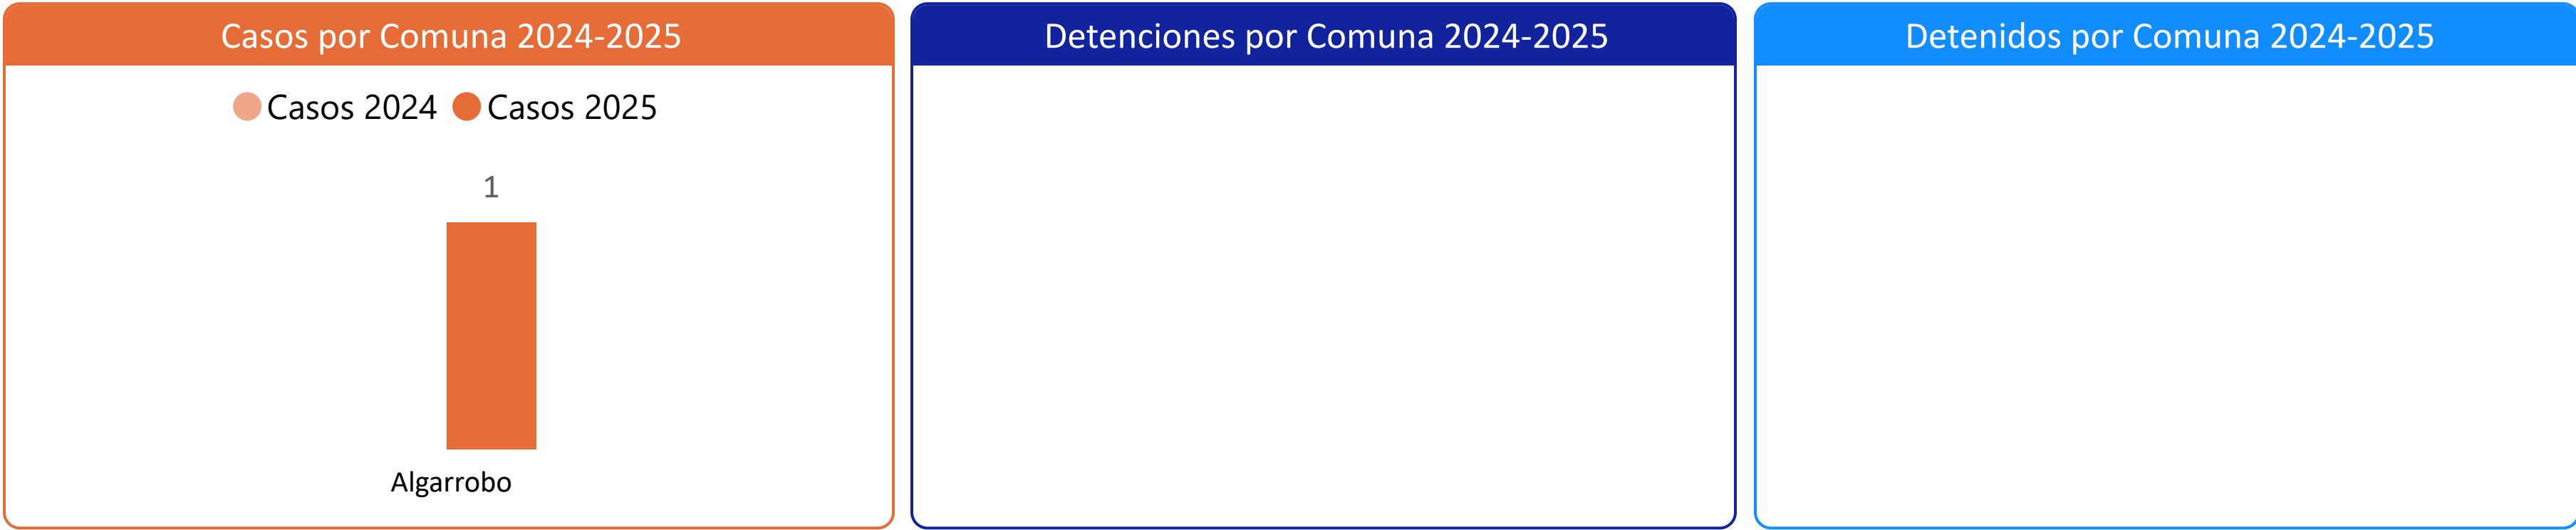 Casos por Comuna 2024-2025
Casos 2024 Casos 2025
1
Algarrobo
Detenciones por Comuna 2024-2025
Detenidos por Comuna 2024-2025